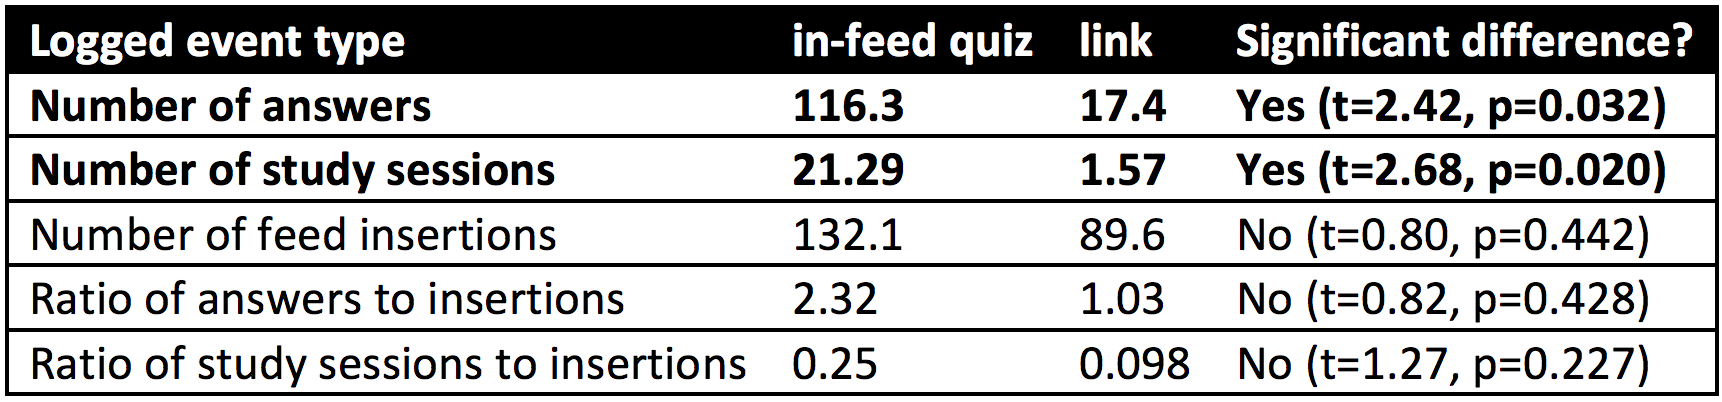 Logged event type in-feed quiz link Significant difference?
Number of answers 116.3 17.4 Yes (t=2.42, p=0.032)
Number of study sessions 21.29 1.57 Yes (t=2.68, p=0.020)
Number of feed insertions 132.1 89.6 No (t=0.80, p=0.442)
Ratio of answers to insertions 2.32 1.03 No (t=0.82, p=0.428)
Ratio of study sessions to insertions 0.25 0.098 No (t=1.27, p=0.227)